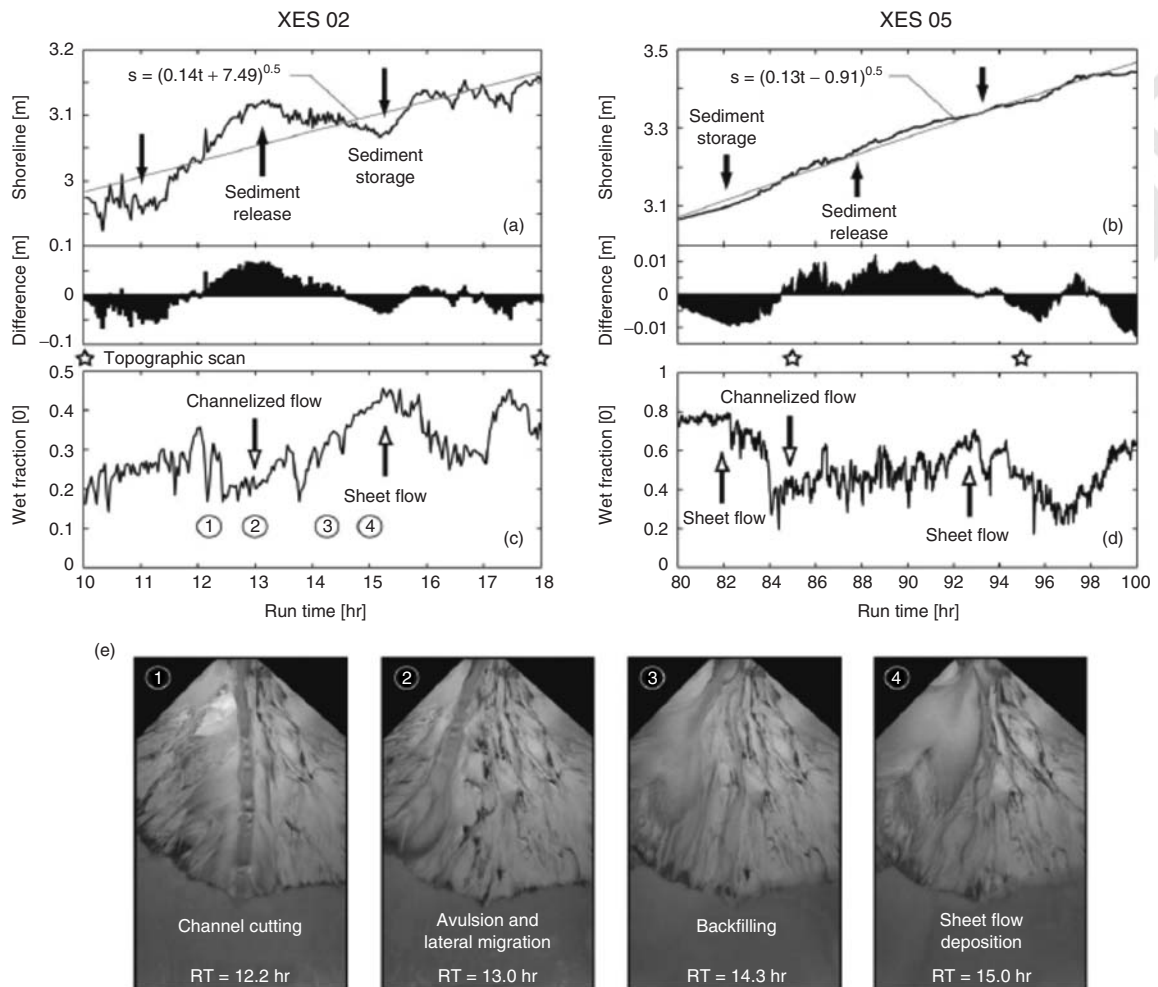 XES 02
XES 05
3.2
3.1
3
Shoreline [m]
s = (0.14t + 7.49)^0.5
Sediment
release
Sediment
storage
(a)
3.5
3.3
3.1
Shoreline [m]
s = (0.13t – 0.91)^0.5
Sediment
storage
Sediment
release
(b)
0.1
0
–0.1
Difference [m]
0.01
0
–0.01
Difference [m]
Topographic scan
0.5
0.4
0.3
0.2
0.1
0
Wet fraction [0]
Channelized flow
Sheet flow
1
2
3
4
(c)
10 11 12 13 14 15 16 17 18
Run time [hr]
1
0.8
0.6
0.4
0.2
0
Wet fraction [0]
Channelized flow
Sheet flow
Sheet flow
(d)
80 82 84 86 88 90 92 94 96 98 100
Run time [hr]
(e)
1
Channel cutting
RT = 12.2 hr
2
Avulsion and
lateral migration
RT = 13.0 hr
3
Backfilling
RT = 14.3 hr
4
Sheet flow
deposition
RT = 15.0 hr